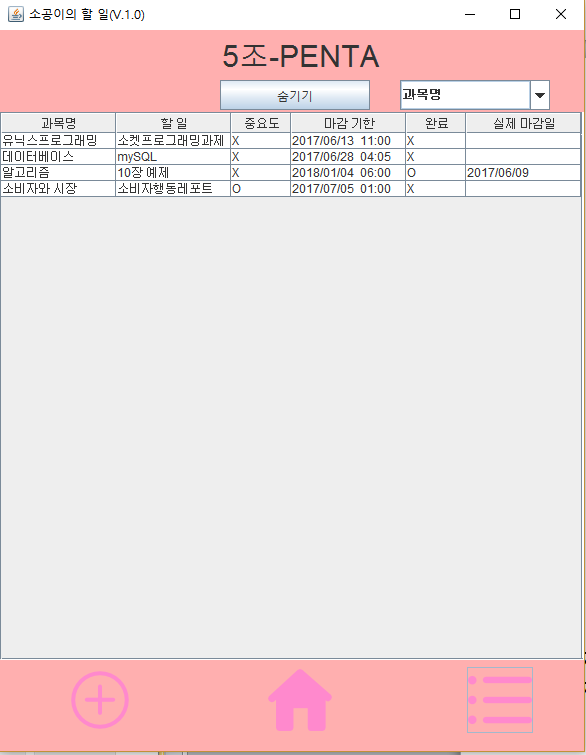 소공이의 할 일(V.1.0)
5조-PENTA
숨기기 과목명
과목명 할 일 중요도 마감 기한 완료 실제 마감일
유닉스프로그래밍 소켓프로그래밍과제 X 2017/06/13 11:00 X
데이터베이스 mySQL X 2017/06/28 04:05 X
알고리즘 10장 예제 X 2018/01/04 06:00 O 2017/06/09
소비자와 시장 소비자행동레포트 O 2017/07/05 01:00 X